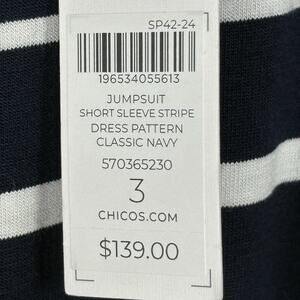 SP42-24
196534055613
JUMPSUIT
SHORT SLEEVE STRIPE
DRESS PATTERN
CLASSIC NAVY
570365230
3
CHICOS.COM
$139.00